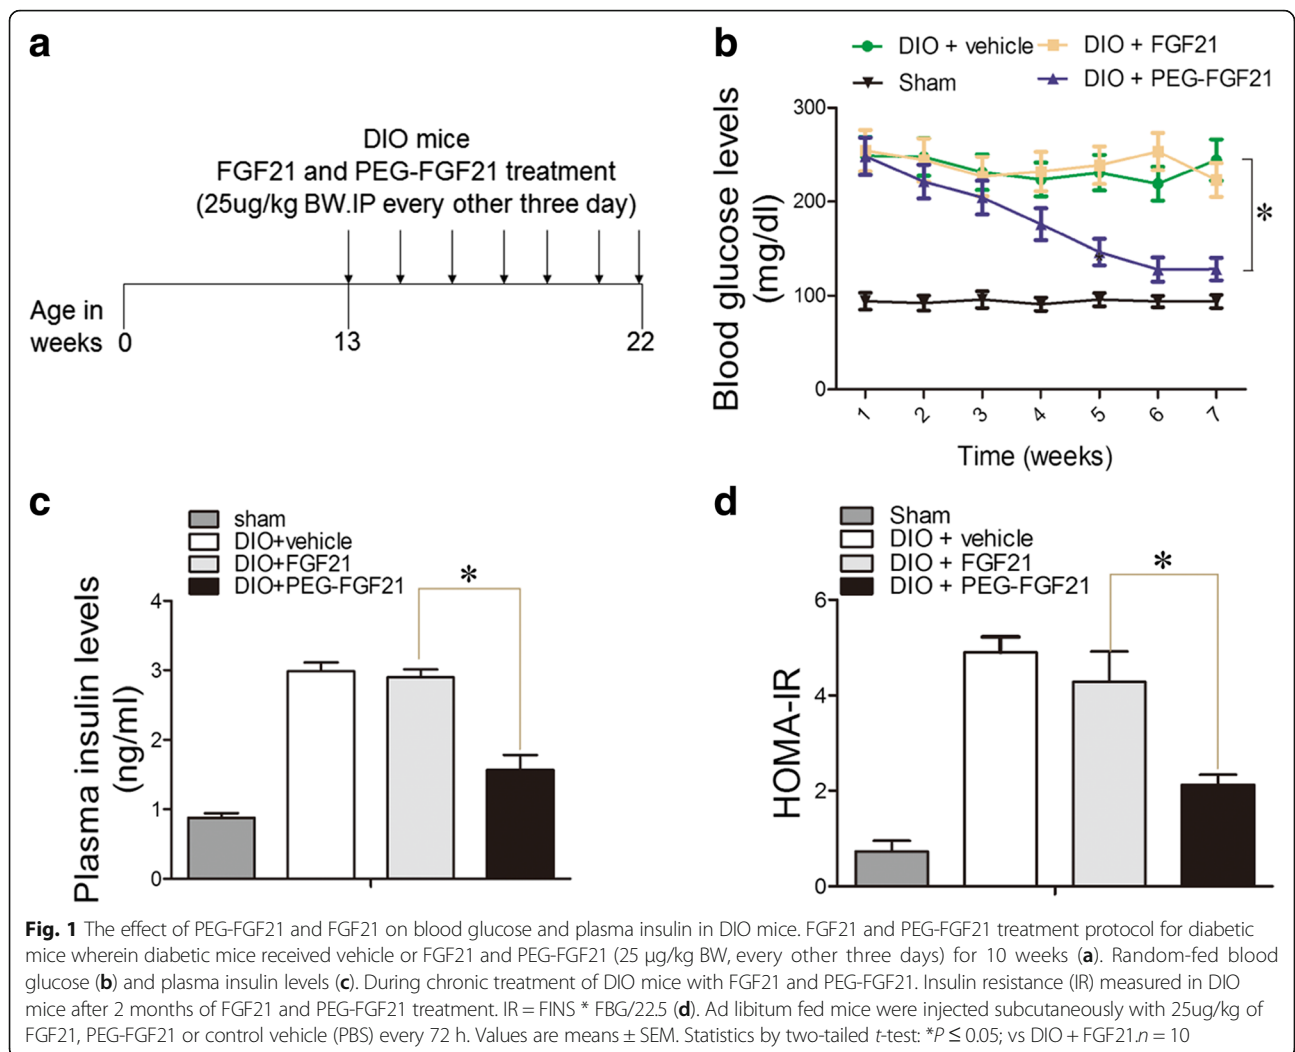 a
DIO mice
FGF21 and PEG-FGF21 treatment
(25ug/kg BW.IP every other three day)
Age in
weeks 0 13 22
b
DIO + vehicle DIO + FGF21
Sham DIO + PEG-FGF21
Blood glucose levels
(mg/dl)
300
200
100
0
*
1 2 3 4 5 6 7
Time (weeks)
c
sham
DIO+vehicle
DIO+FGF21
DIO+PEG-FGF21
*
Plasma insulin levels
(ng/ml)
4
3
2
1
0
d
Sham
DIO + vehicle
DIO + FGF21
DIO + PEG-FGF21
*
HOMA-IR
6
4
2
0
Fig. 1 The effect of PEG-FGF21 and FGF21 on blood glucose and plasma insulin in DIO mice. FGF21 and PEG-FGF21 treatment protocol for diabetic
mice wherein diabetic mice received vehicle or FGF21 and PEG-FGF21 (25 μg/kg BW, every other three days) for 10 weeks (a). Random-fed blood
glucose (b) and plasma insulin levels (c). During chronic treatment of DIO mice with FGF21 and PEG-FGF21. Insulin resistance (IR) measured in DIO
mice after 2 months of FGF21 and PEG-FGF21 treatment. IR = FINS * FBG/22.5 (d). Ad libitum fed mice were injected subcutaneously with 25ug/kg of
FGF21, PEG-FGF21 or control vehicle (PBS) every 72 h. Values are means ± SEM. Statistics by two-tailed t-test: *P ≤ 0.05; vs DIO + FGF21.n = 10